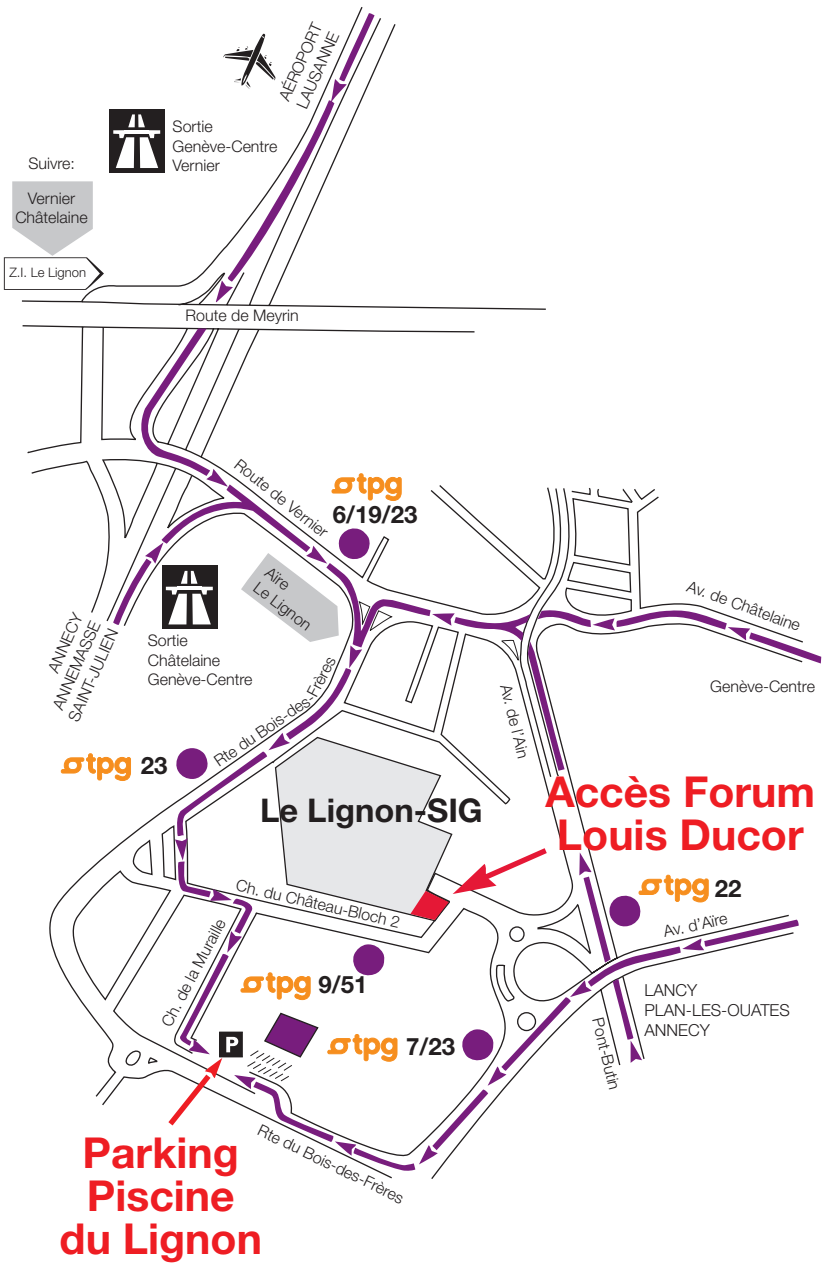 AÉROPORT
LAUSANNE
Sortie
Genève-Centre
Vernier
Suivre:
Vernier
Châtelaine
Z.I. Le Lignon
Route de Meyrin
Route de Vernier
tpg
6/19/23
Aïre
Le Lignon
ANNECY
ANNEMASSE
SAINT-JULIEN
Sortie
Châtelaine
Genève-Centre
Av. de Châtelaine
Genève-Centre
Rte du Bois-des-Frères
Av. de l'Ain
tpg 23
Le Lignon-SIG
Accès Forum
Louis Ducor
tpg 22
Ch. du Château-Bloch 2
Av. d'Aïre
Ch. de la Muraille
tpg 9/51
LANCY
PLAN-LES-OUATES
ANNECY
Pont-Butin
P
tpg 7/23
Rte du Bois-des-Frères
Parking
Piscine
du Lignon